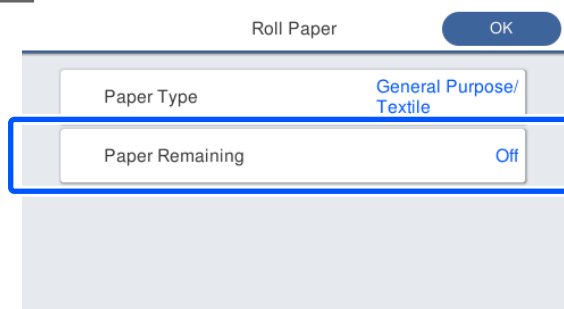 Roll Paper
OK
Paper Type
General Purpose/
Textile
Paper Remaining
Off